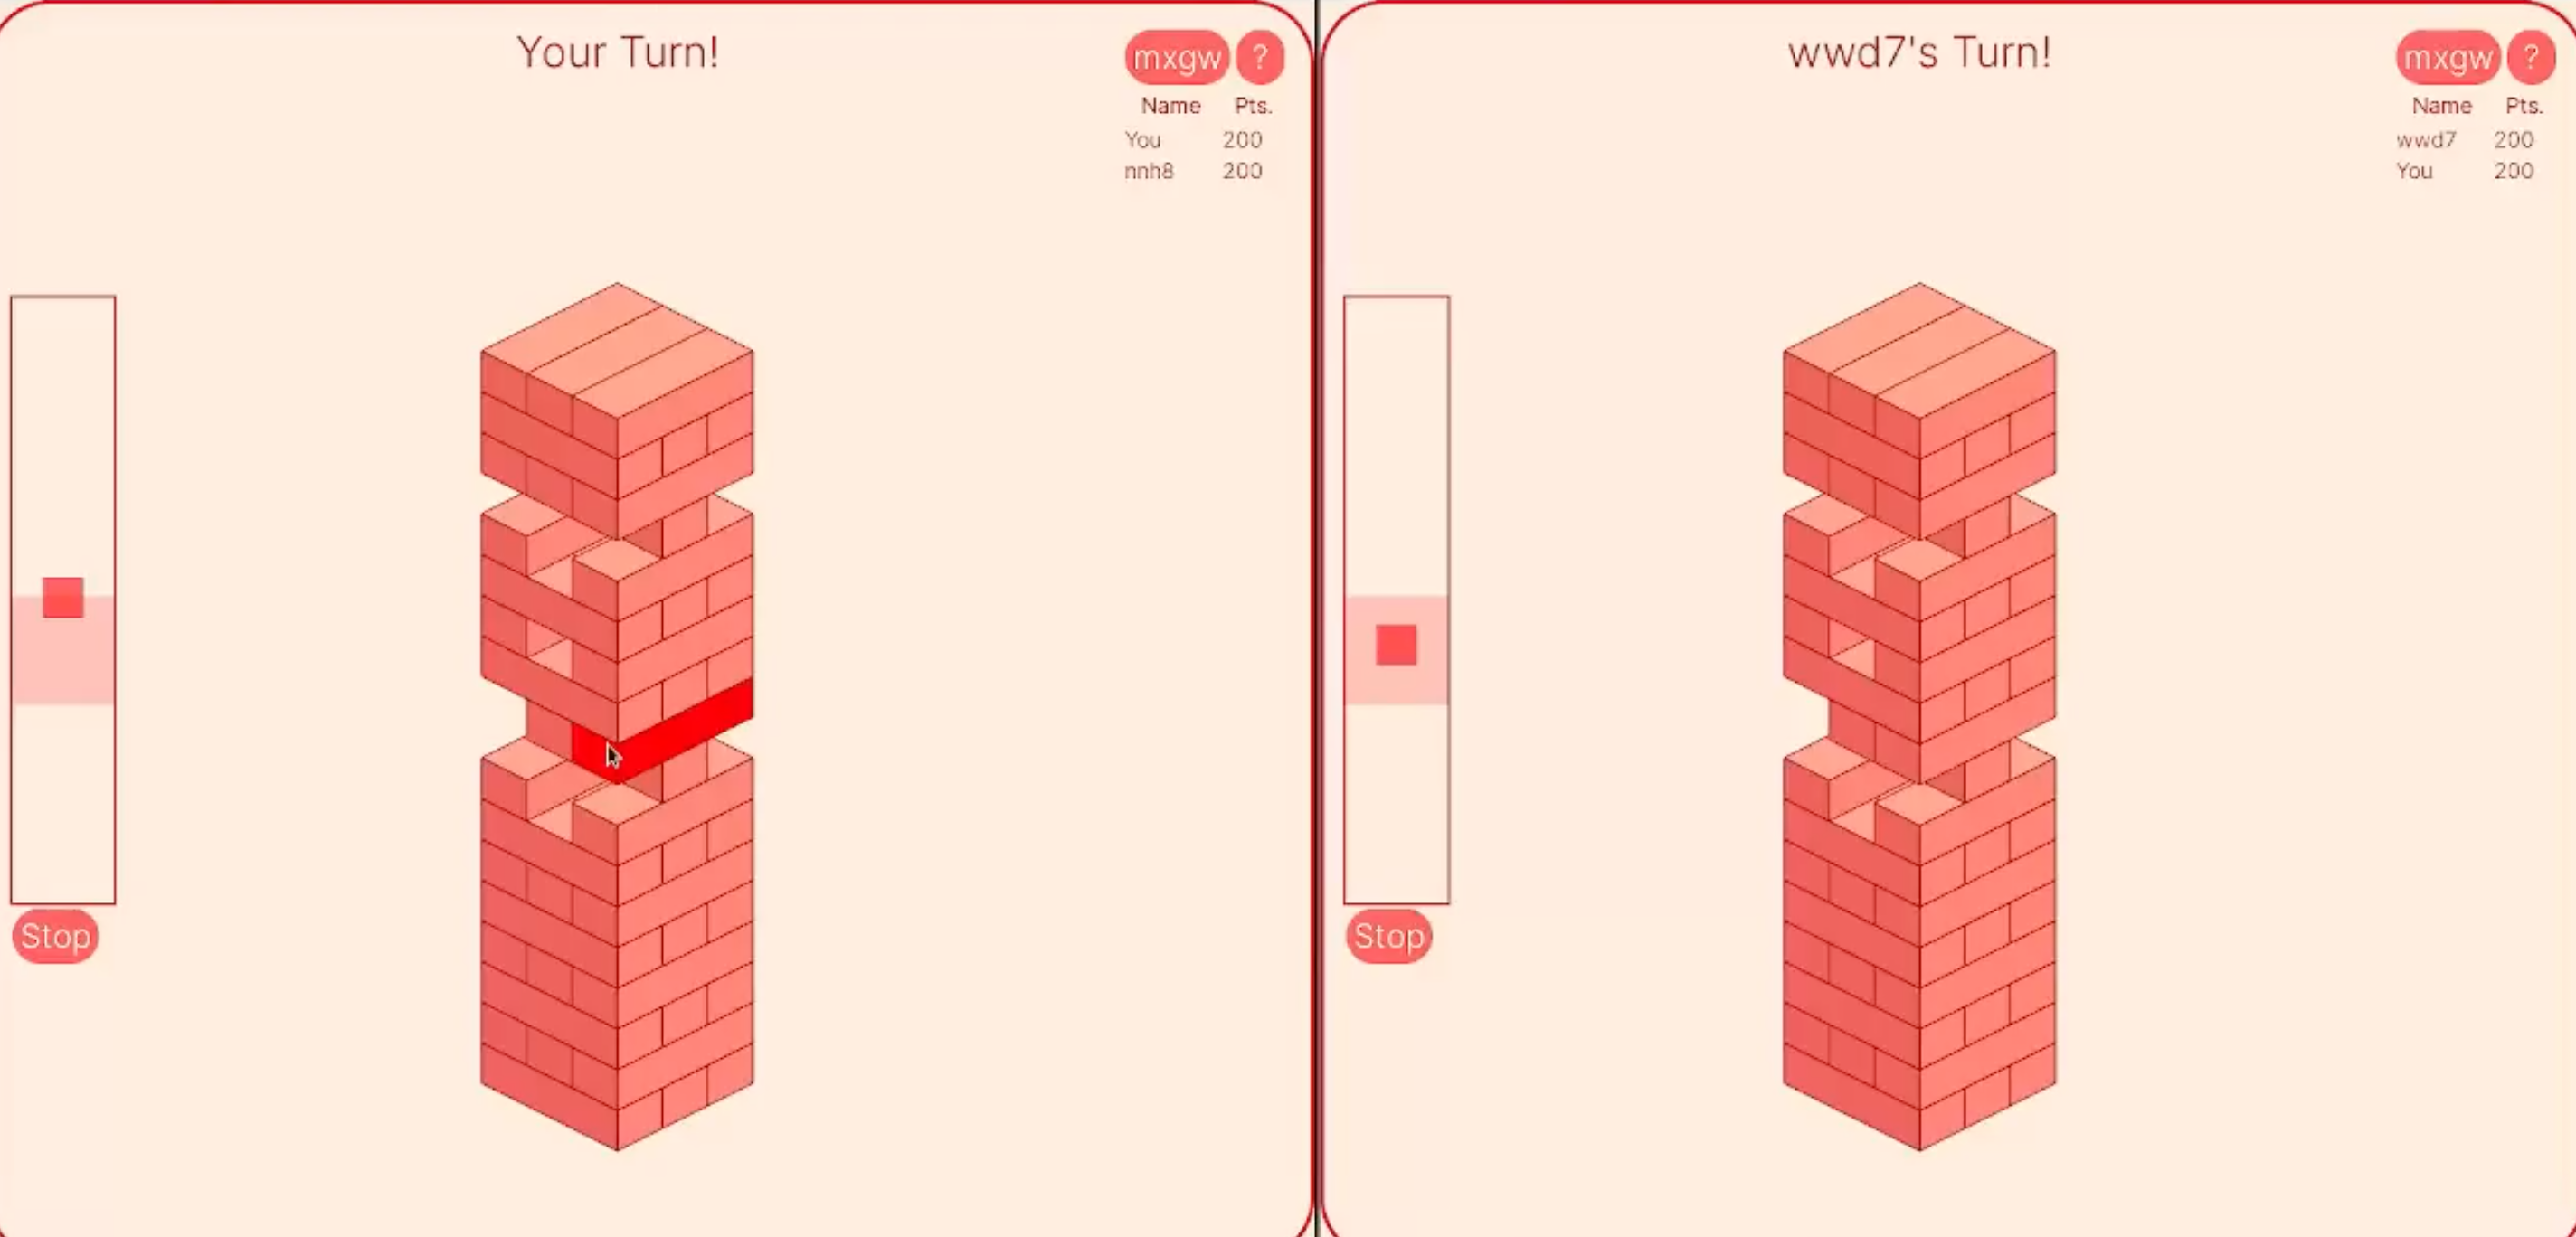 Your Turn!
mxgw ?
Name Pts.
You 200
nnh8 200
Stop
wwd7's Turn!
mxgw ?
Name Pts.
wwd7 200
You 200
Stop